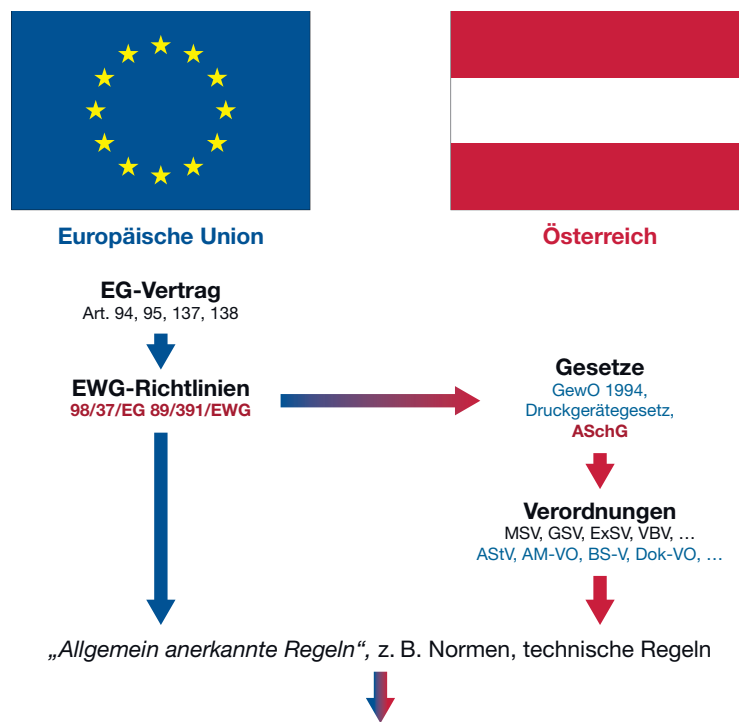 Europäische Union
Österreich
EG-Vertrag
Art. 94, 95, 137, 138
EWG-Richtlinien
98/37/EG 89/391/EWG
Gesetze
GewO 1994,
Druckgerätegesetz,
ASchG
Verordnungen
MSV, GSV, ExSV, VBV, …
AStV, AM-VO, BS-V, Dok-VO, …
„Allgemein anerkannte Regeln“, z. B. Normen, technische Regeln